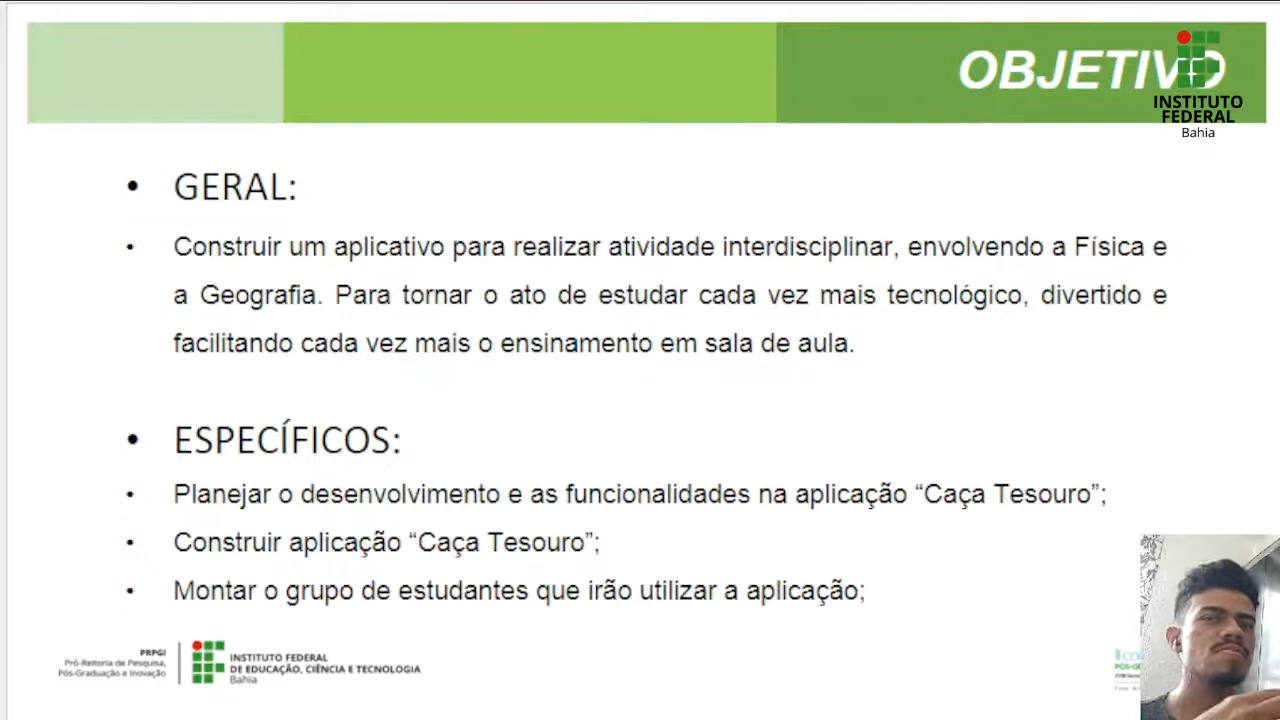 OBJETIVO
INSTITUTO
FEDERAL
Bahia
• GERAL:
• Construir um aplicativo para realizar atividade interdisciplinar, envolvendo a Física e
a Geografia. Para tornar o ato de estudar cada vez mais tecnológico, divertido e
facilitando cada vez mais o ensinamento em sala de aula.
• ESPECÍFICOS:
• Planejar o desenvolvimento e as funcionalidades na aplicação “Caça Tesouro”;
• Construir aplicação “Caça Tesouro”;
• Montar o grupo de estudantes que irão utilizar a aplicação;
PRPGI
Pró-Reitoria de Pesquisa,
Pós-Graduação e Inovação
INSTITUTO FEDERAL
DE EDUCAÇÃO, CIÊNCIA E TECNOLOGIA
Bahia